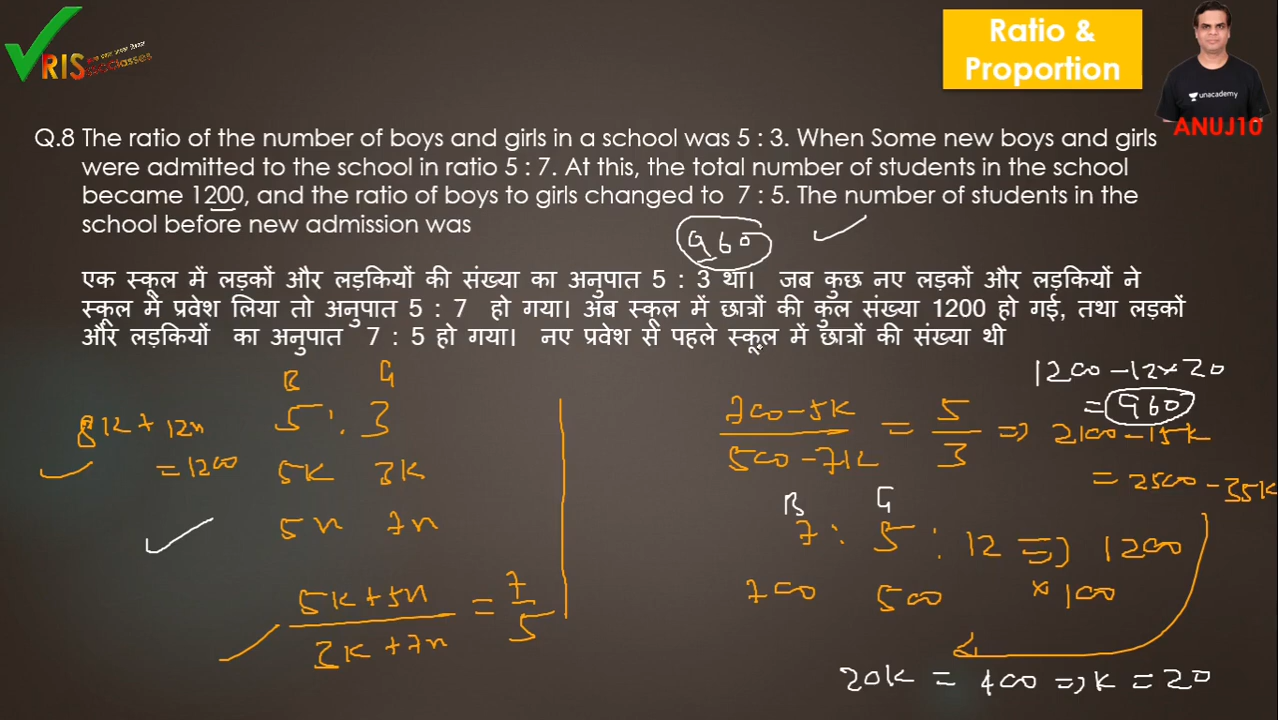 RIS
Ratio &
Proportion
unacademy
ANUJ10
Q.8 The ratio of the number of boys and girls in a school was 5 : 3. When Some new boys and girls
were admitted to the school in ratio 5 : 7. At this, the total number of students in the school
became 1200, and the ratio of boys to girls changed to 7 : 5. The number of students in the
school before new admission was
960
एक स्कूल में लड़कों और लड़कियों की संख्या का अनुपात 5 : 3 था। जब कुछ नए लड़कों और लड़कियों ने
स्कूल में प्रवेश लिया तो अनुपात 5 : 7 हो गया। अब स्कूल में छात्रों की कुल संख्या 1200 हो गई, तथा लड़कों
और लड़कियों का अनुपात 7 : 5 हो गया। नए प्रवेश से पहले स्कूल में छात्रों की संख्या थी
B G
5 : 3
8K + 12n
= 1200
5K 3K
5n 7n
5K + 5n / 3K + 7n = 7/5
1200 - 12 × 20
= 960
700 - 5K / 500 - 7K = 5/3 => 2100 - 15K
= 2500 - 35K
B G
7 : 5 : 12 => 1200
700 500 × 100
20K = 400 => K = 20